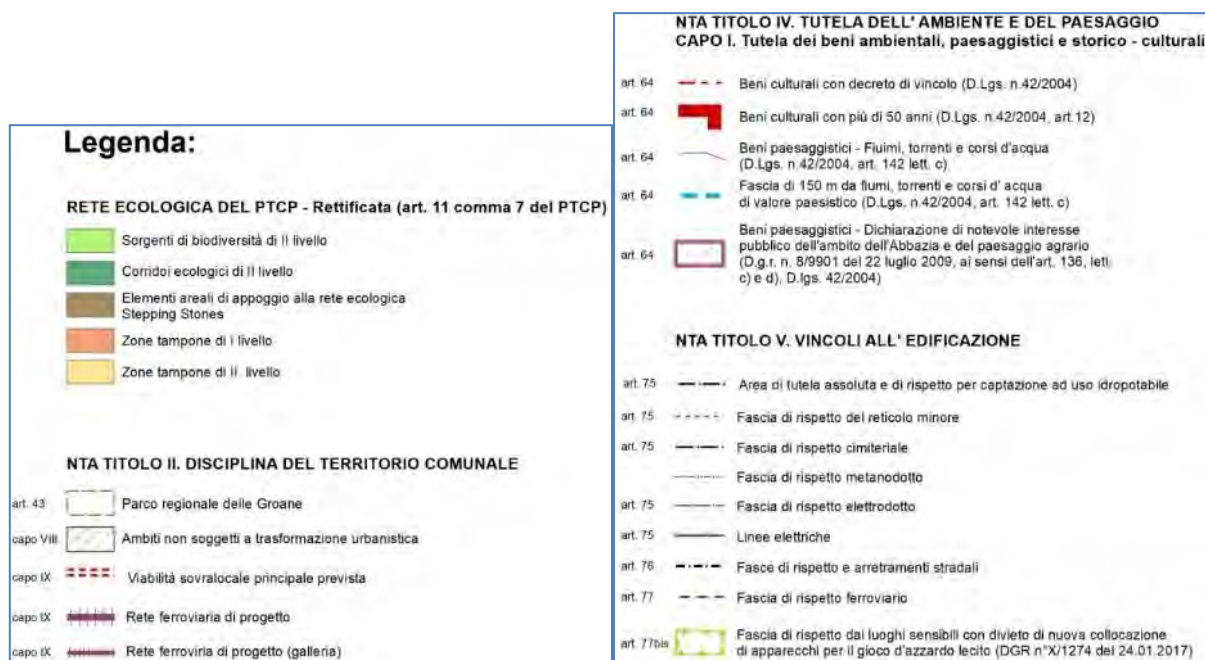 Legenda:
RETE ECOLOGICA DEL PTCP - Rettificata (art. 11 comma 7 del PTCP)
Sorgenti di biodiversità di II livello
Corridoi ecologici di II livello
Elementi areali di appoggio alla rete ecologica
Stepping Stones
Zone tampone di I livello
Zone tampone di II livello
NTA TITOLO II. DISCIPLINA DEL TERRITORIO COMUNALE
art. 43 Parco regionale delle Groane
capo VIII Ambiti non soggetti a trasformazione urbanistica
capo IX Viabilità sovralocale principale prevista
capo IX Rete ferroviaria di progetto
capo IX Rete ferroviria di progetto (galleria)
NTA TITOLO IV. TUTELA DELL' AMBIENTE E DEL PAESAGGIO
CAPO I. Tutela dei beni ambientali, paesaggistici e storico - culturali
art. 64 Beni culturali con decreto di vincolo (D.Lgs. n.42/2004)
art. 64 Beni culturali con più di 50 anni (D.Lgs. n.42/2004, art.12)
art. 64 Beni paesaggistici - Fiuimi, torrenti e corsi d'acqua
(D.Lgs. n.42/2004, art. 142 lett. c)
art. 64 Fascia di 150 m da fiumi, torrenti e corsi d' acqua
di valore paesistico (D.Lgs. n.42/2004, art. 142 lett. c)
art. 64 Beni paesaggistici - Dichiarazione di notevole interesse
pubblico dell'ambito dell'Abbazia e del paesaggio agrario
(D.g.r. n. 8/9901 del 22 luglio 2009, ai sensi dell'art. 136, lett.
c) e d), D.lgs. 42/2004)
NTA TITOLO V. VINCOLI ALL' EDIFICAZIONE
art. 75 Area di tutela assoluta e di rispetto per captazione ad uso idropotabile
art. 75 Fascia di rispetto del reticolo minore
art. 75 Fascia di rispetto cimiteriale
Fascia di rispetto metanodotto
art. 75 Fascia di rispetto elettrodotto
art. 75 Linee elettriche
art. 76 Fasce di rispetto e arretramenti stradali
art. 77 Fascia di rispetto ferroviario
art. 77bis Fascia di rispetto dai luoghi sensibili con divieto di nuova collocazione
di apparecchi per il gioco d'azzardo lecito (DGR n°X/1274 del 24.01.2017)